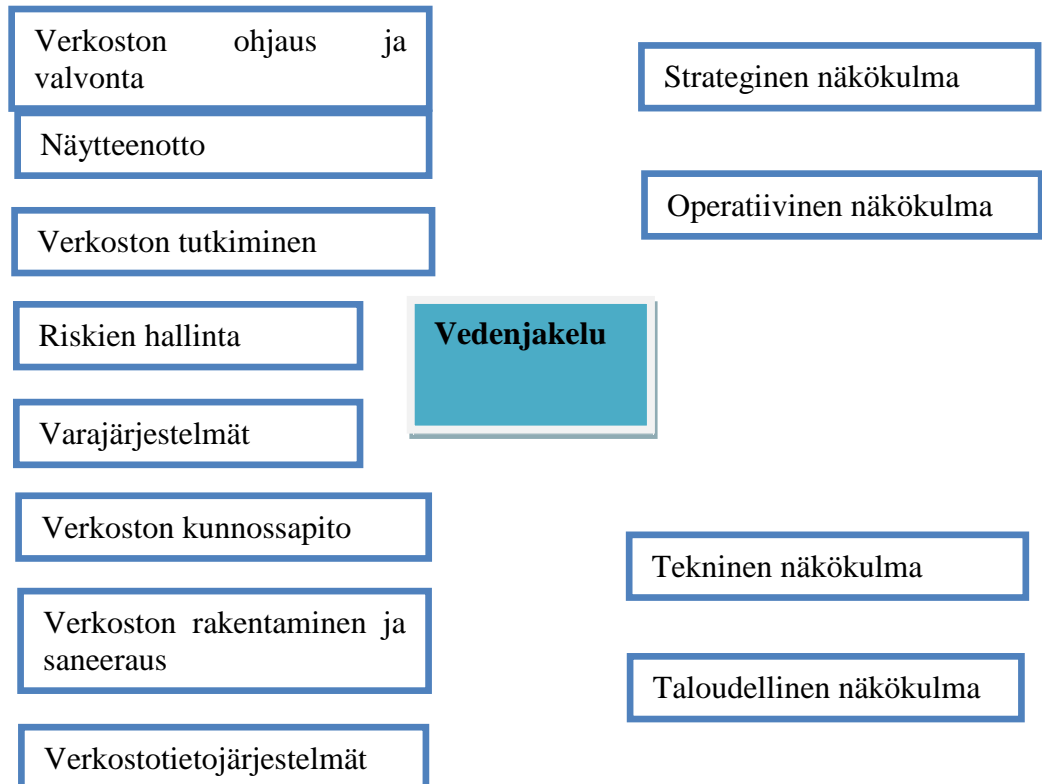 Verkoston ohjaus ja
valvonta
Näytteenotto
Verkoston tutkiminen
Riskien hallinta
Varajärjestelmät
Verkoston kunnossapito
Verkoston rakentaminen ja
saneeraus
Verkostotietojärjestelmät
Vedenjakelu
Strateginen näkökulma
Operatiivinen näkökulma
Tekninen näkökulma
Taloudellinen näkökulma